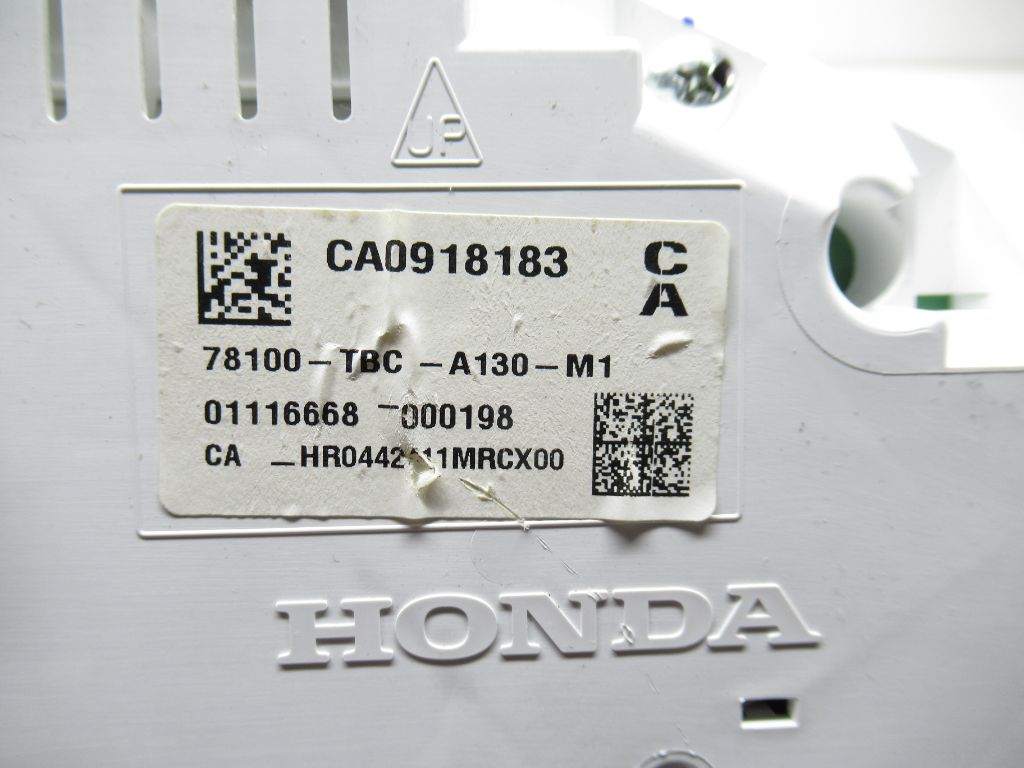 UP
CA0918183
C
A
78100-TBC-A130-M1
01116668-000198
CA
HONDA